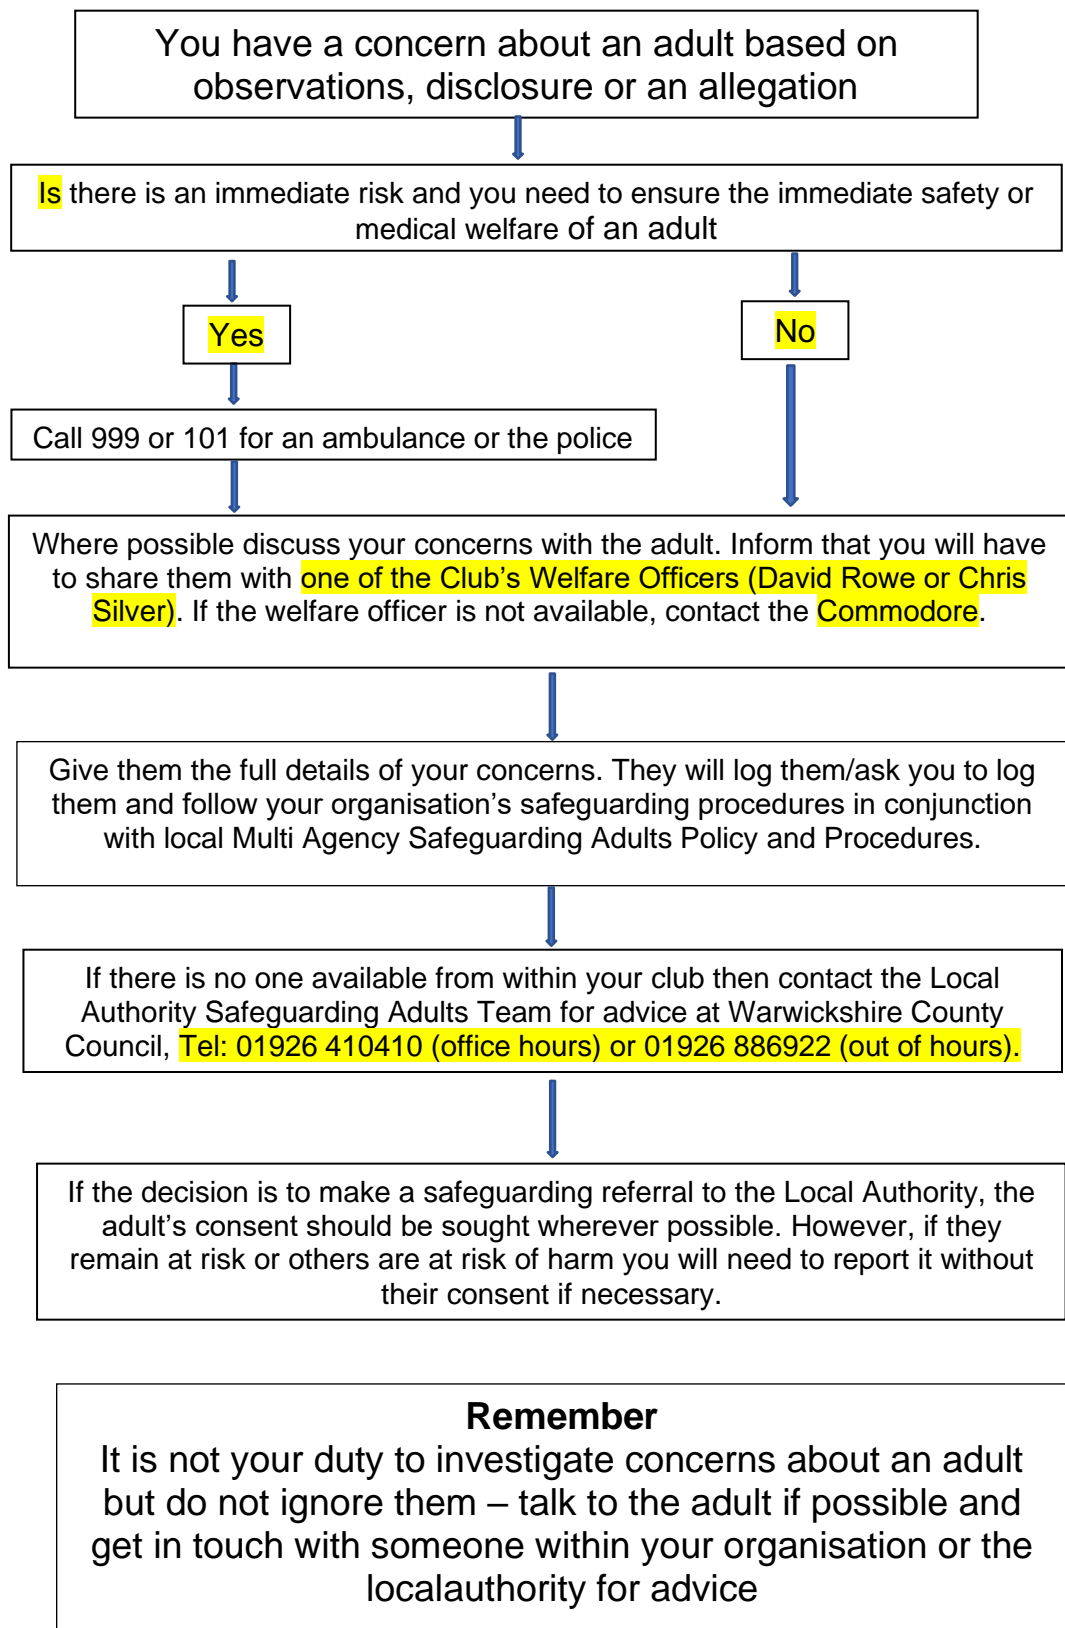 You have a concern about an adult based on
observations, disclosure or an allegation
Is there is an immediate risk and you need to ensure the immediate safety or
medical welfare of an adult
Yes
No
Call 999 or 101 for an ambulance or the police
Where possible discuss your concerns with the adult. Inform that you will have
to share them with one of the Club’s Welfare Officers (David Rowe or Chris
Silver). If the welfare officer is not available, contact the Commodore.
Give them the full details of your concerns. They will log them/ask you to log
them and follow your organisation’s safeguarding procedures in conjunction
with local Multi Agency Safeguarding Adults Policy and Procedures.
If there is no one available from within your club then contact the Local
Authority Safeguarding Adults Team for advice at Warwickshire County
Council, Tel: 01926 410410 (office hours) or 01926 886922 (out of hours).
If the decision is to make a safeguarding referral to the Local Authority, the
adult’s consent should be sought wherever possible. However, if they
remain at risk or others are at risk of harm you will need to report it without
their consent if necessary.
Remember
It is not your duty to investigate concerns about an adult
but do not ignore them – talk to the adult if possible and
get in touch with someone within your organisation or the
localauthority for advice